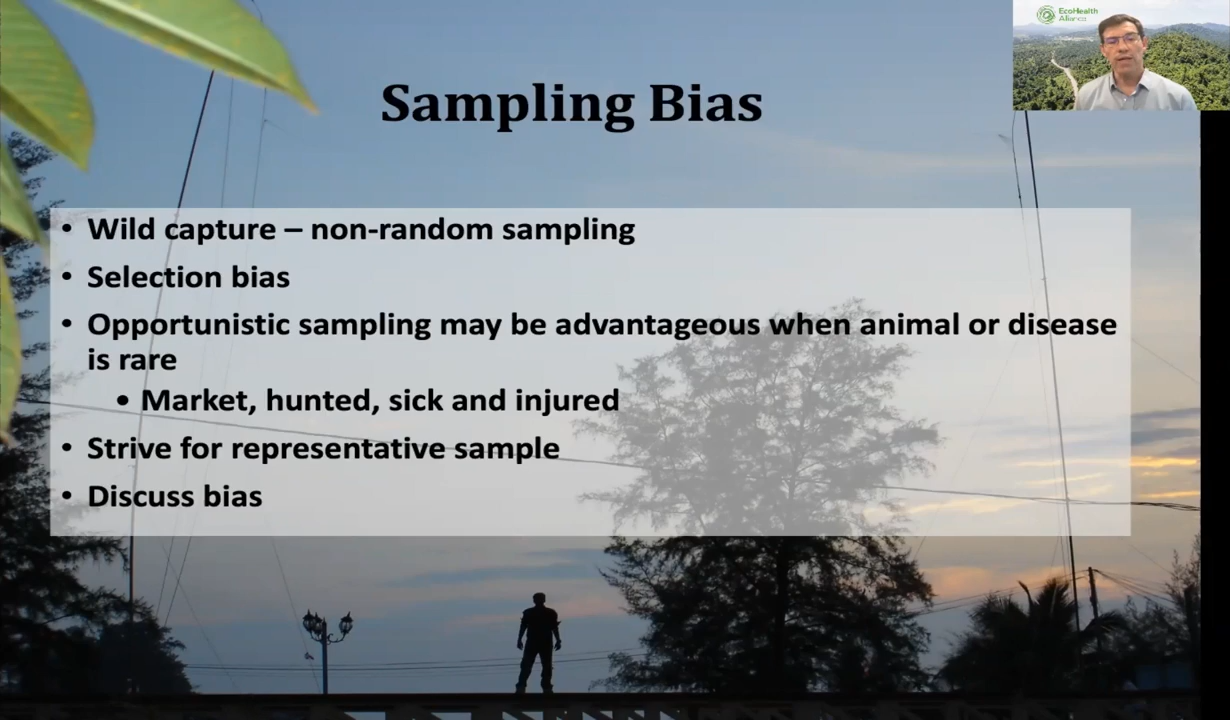 EcoHealth
Alliance
Sampling Bias
• Wild capture – non-random sampling
• Selection bias
• Opportunistic sampling may be advantageous when animal or disease
is rare
• Market, hunted, sick and injured
• Strive for representative sample
• Discuss bias